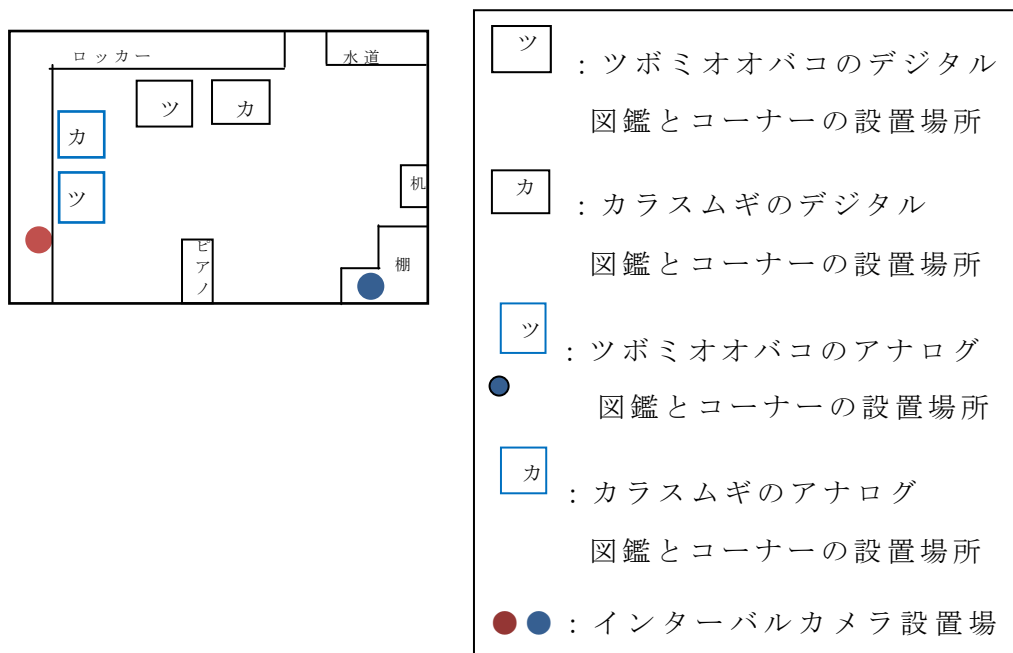 ロッカー
水道
ツ
カ
カ
ツ
机
ピアノ
棚
ツ
：ツボミオオバコのデジタル
図鑑とコーナーの設置場所
カ
：カラスムギのデジタル
図鑑とコーナーの設置場所
ツ
：ツボミオオバコのアナログ
図鑑とコーナーの設置場所
カ
：カラスムギのアナログ
図鑑とコーナーの設置場所
：インターバルカメラ設置場